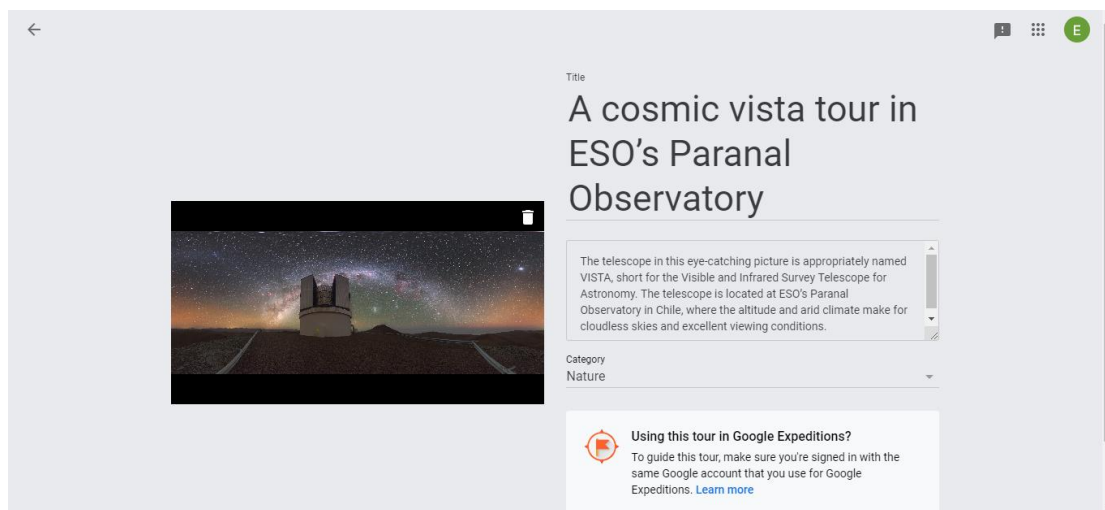 E
Title
A cosmic vista tour in
ESO’s Paranal
Observatory
The telescope in this eye-catching picture is appropriately named
VISTA, short for the Visible and Infrared Survey Telescope for
Astronomy. The telescope is located at ESO's Paranal
Observatory in Chile, where the altitude and arid climate make for
cloudless skies and excellent viewing conditions.
Category
Nature
Using this tour in Google Expeditions?
To guide this tour, make sure you're signed in with the
same Google account that you use for Google
Expeditions. Learn more